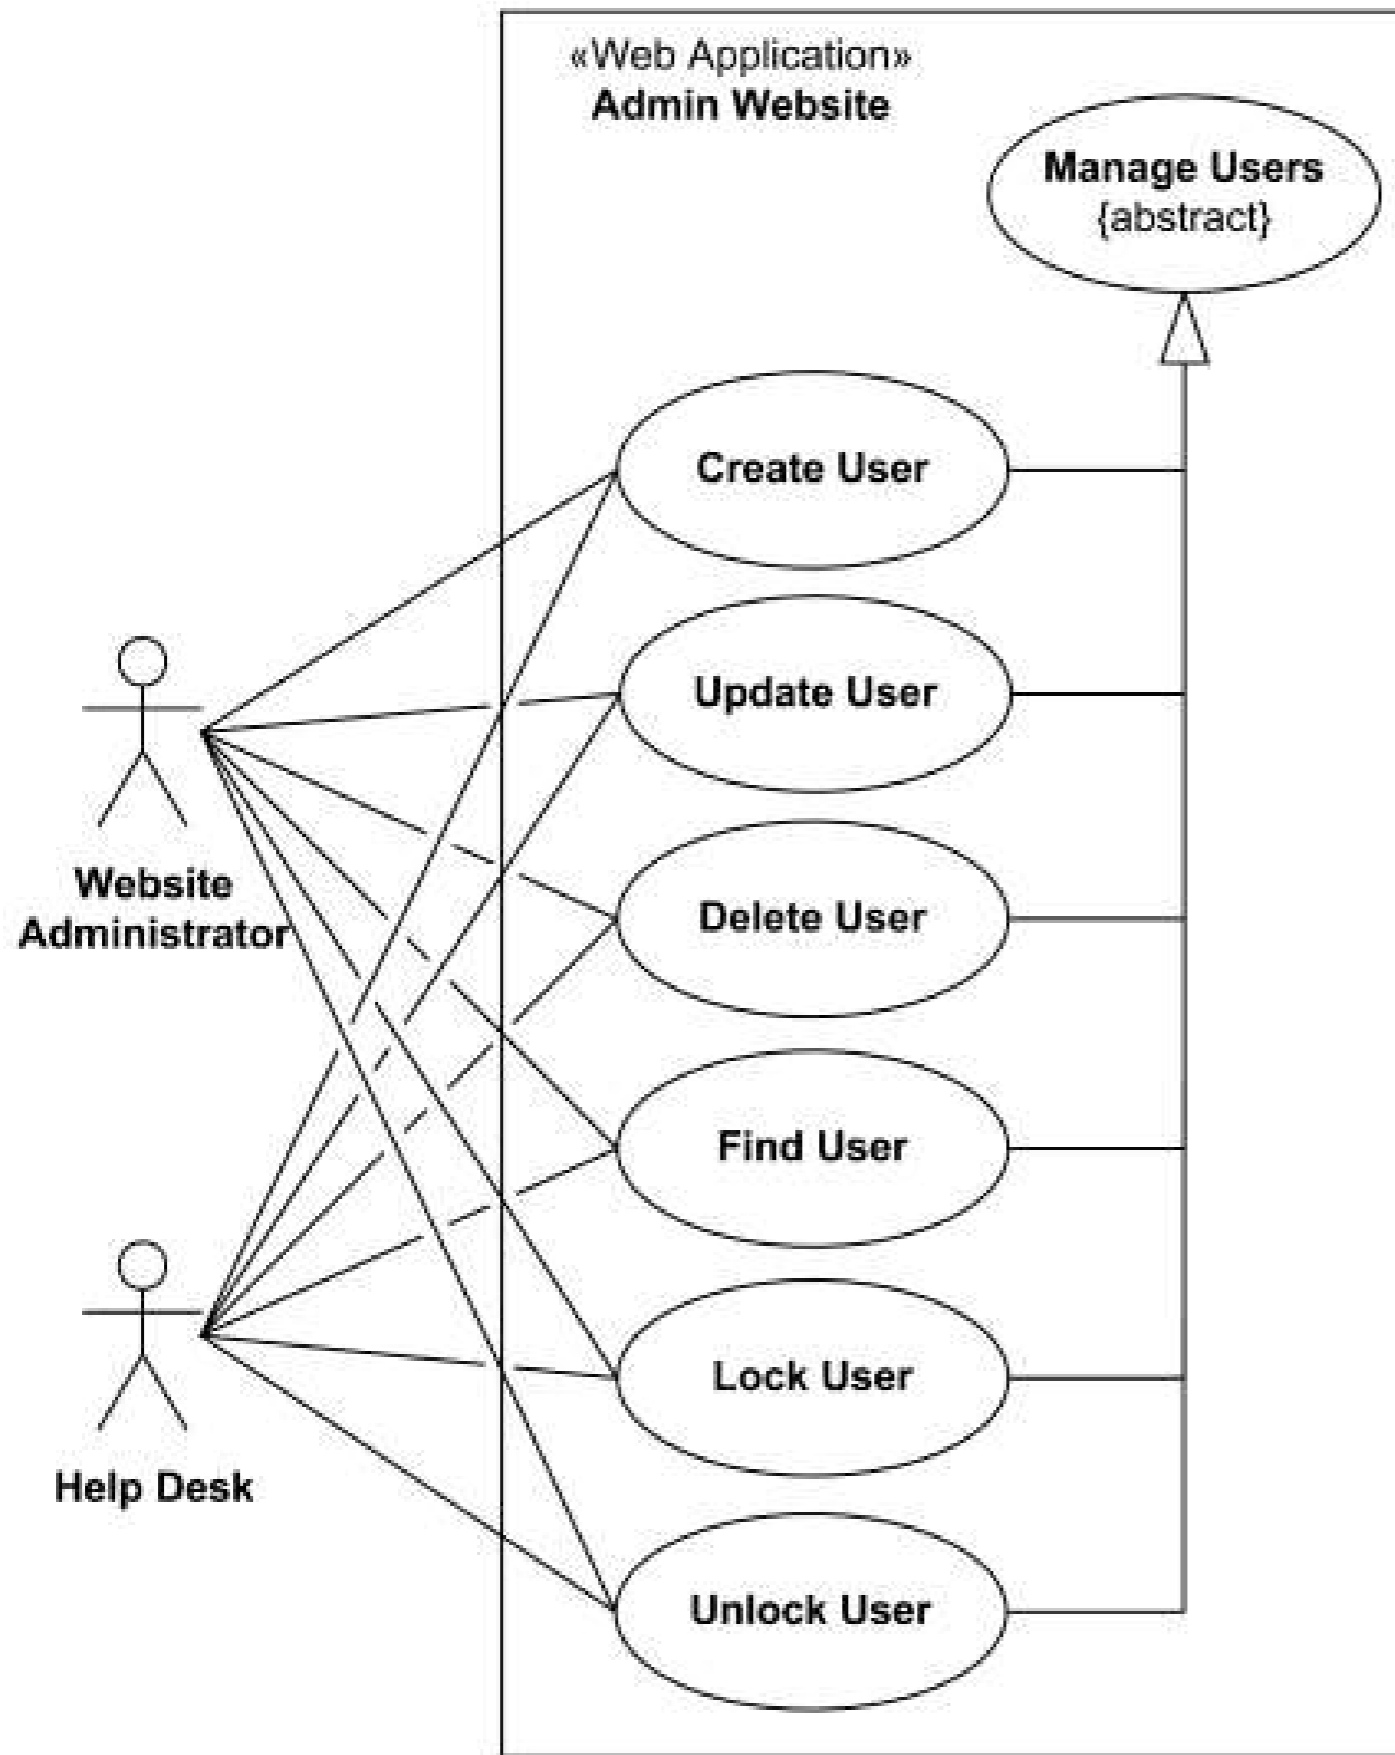 «Web Application»
Admin Website
Manage Users
{abstract}
Create User
Update User
Website
Administrator
Delete User
Find User
Lock User
Help Desk
Unlock User